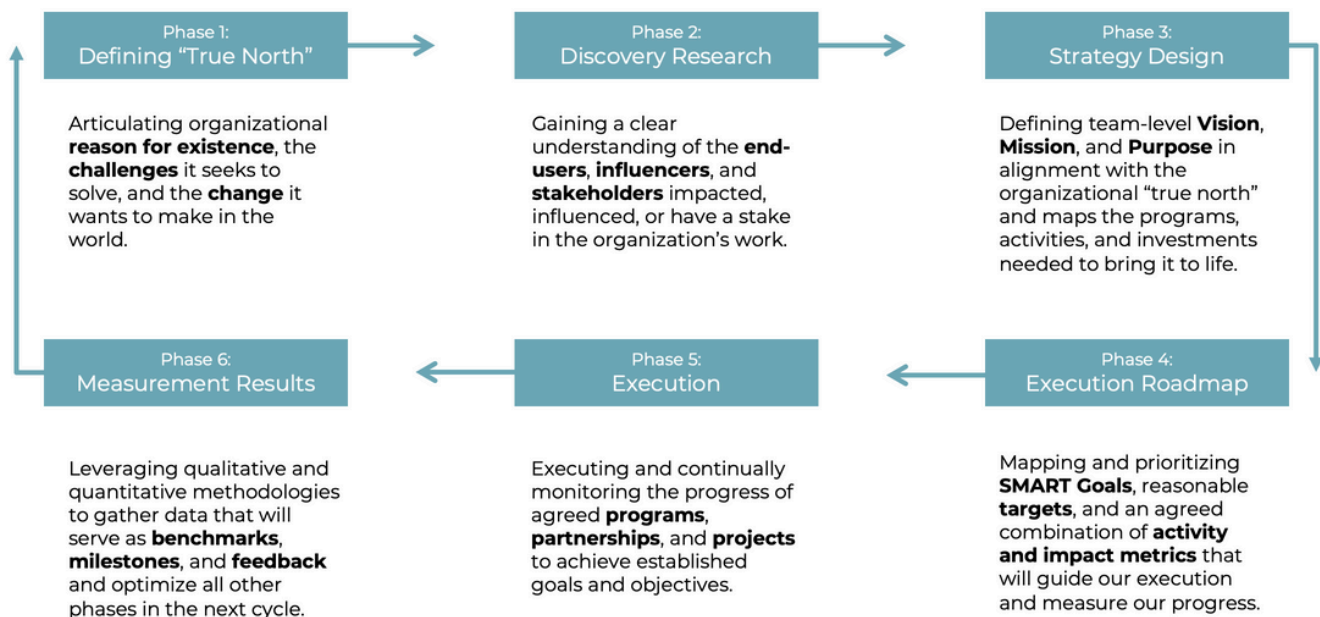 Phase 1:
Defining “True North”
Articulating organizational
reason for existence, the
challenges it seeks to
solve, and the change it
wants to make in the
world.
Phase 2:
Discovery Research
Gaining a clear
understanding of the end-
users, influencers, and
stakeholders impacted,
influenced, or have a stake
in the organization’s work.
Phase 3:
Strategy Design
Defining team-level Vision,
Mission, and Purpose in
alignment with the
organizational “true north”
and maps the programs,
activities, and investments
needed to bring it to life.
Phase 4:
Execution Roadmap
Mapping and prioritizing
SMART Goals, reasonable
targets, and an agreed
combination of activity
and impact metrics that
will guide our execution
and measure our progress.
Phase 5:
Execution
Executing and continually
monitoring the progress of
agreed programs,
partnerships, and projects
to achieve established
goals and objectives.
Phase 6:
Measurement Results
Leveraging qualitative and
quantitative methodologies
to gather data that will
serve as benchmarks,
milestones, and feedback
and optimize all other
phases in the next cycle.